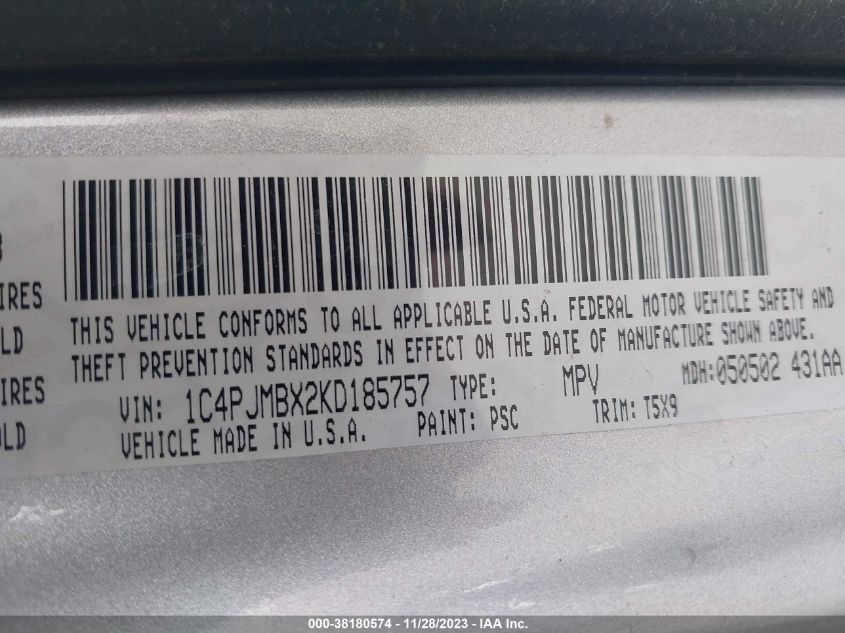 IRES
LD
IRES
OLD
THIS VEHICLE CONFORMS TO ALL APPLICABLE U.S.A. FEDERAL MOTOR VEHICLE SAFETY AND
THEFT PREVENTION STANDARDS IN EFFECT ON THE DATE OF MANUFACTURE SHOWN ABOVE.
VIN: 1C4PJMBX2KD185757 TYPE: MPV MDH:050502 431AA
VEHICLE MADE IN U.S.A. PAINT: PSC TRIM: T5X9
000-38180574 - 11/28/2023 - IAA Inc.